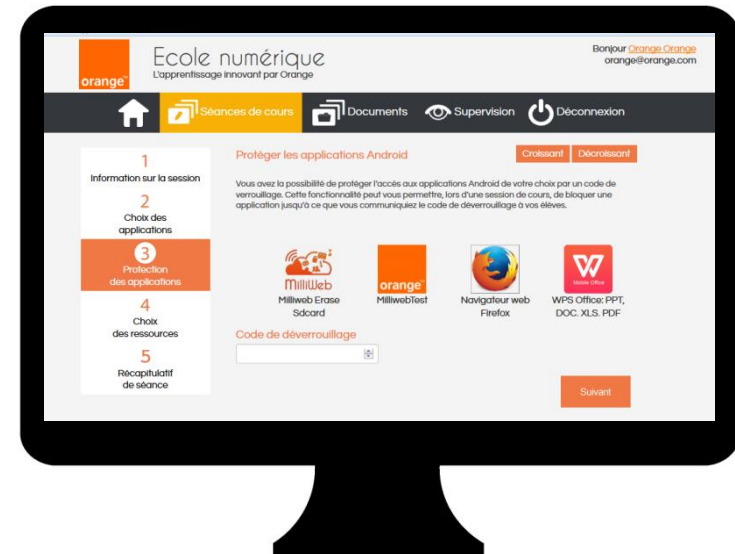 orange™
Ecole numérique
L'apprentissage innovant par Orange
Bonjour Orange Orange
orange@orange.com
Séances de cours
Documents
Supervision
Déconnexion
1
Information sur la session
2
Choix des
applications
3
Protection
des applications
4
Choix
des ressources
5
Récapitulatif
de séance
Protéger les applications Android
Croissant
Décroissant
Vous avez la possibilité de protéger l'accès aux applications Android de votre choix par un code de
verrouillage. Cette fonctionnalité peut vous permettre, lors d'une session de cours, de bloquer une
application jusqu'à ce que vous communiquiez le code de déverrouillage à vos élèves.
MilliWeb
Milliweb Erase
Sdcard
orange™
MilliwebTest
Navigateur web
Firefox
Mobile Office
WPS Office: PPT,
DOC. XLS. PDF
Code de déverrouillage
Suivant